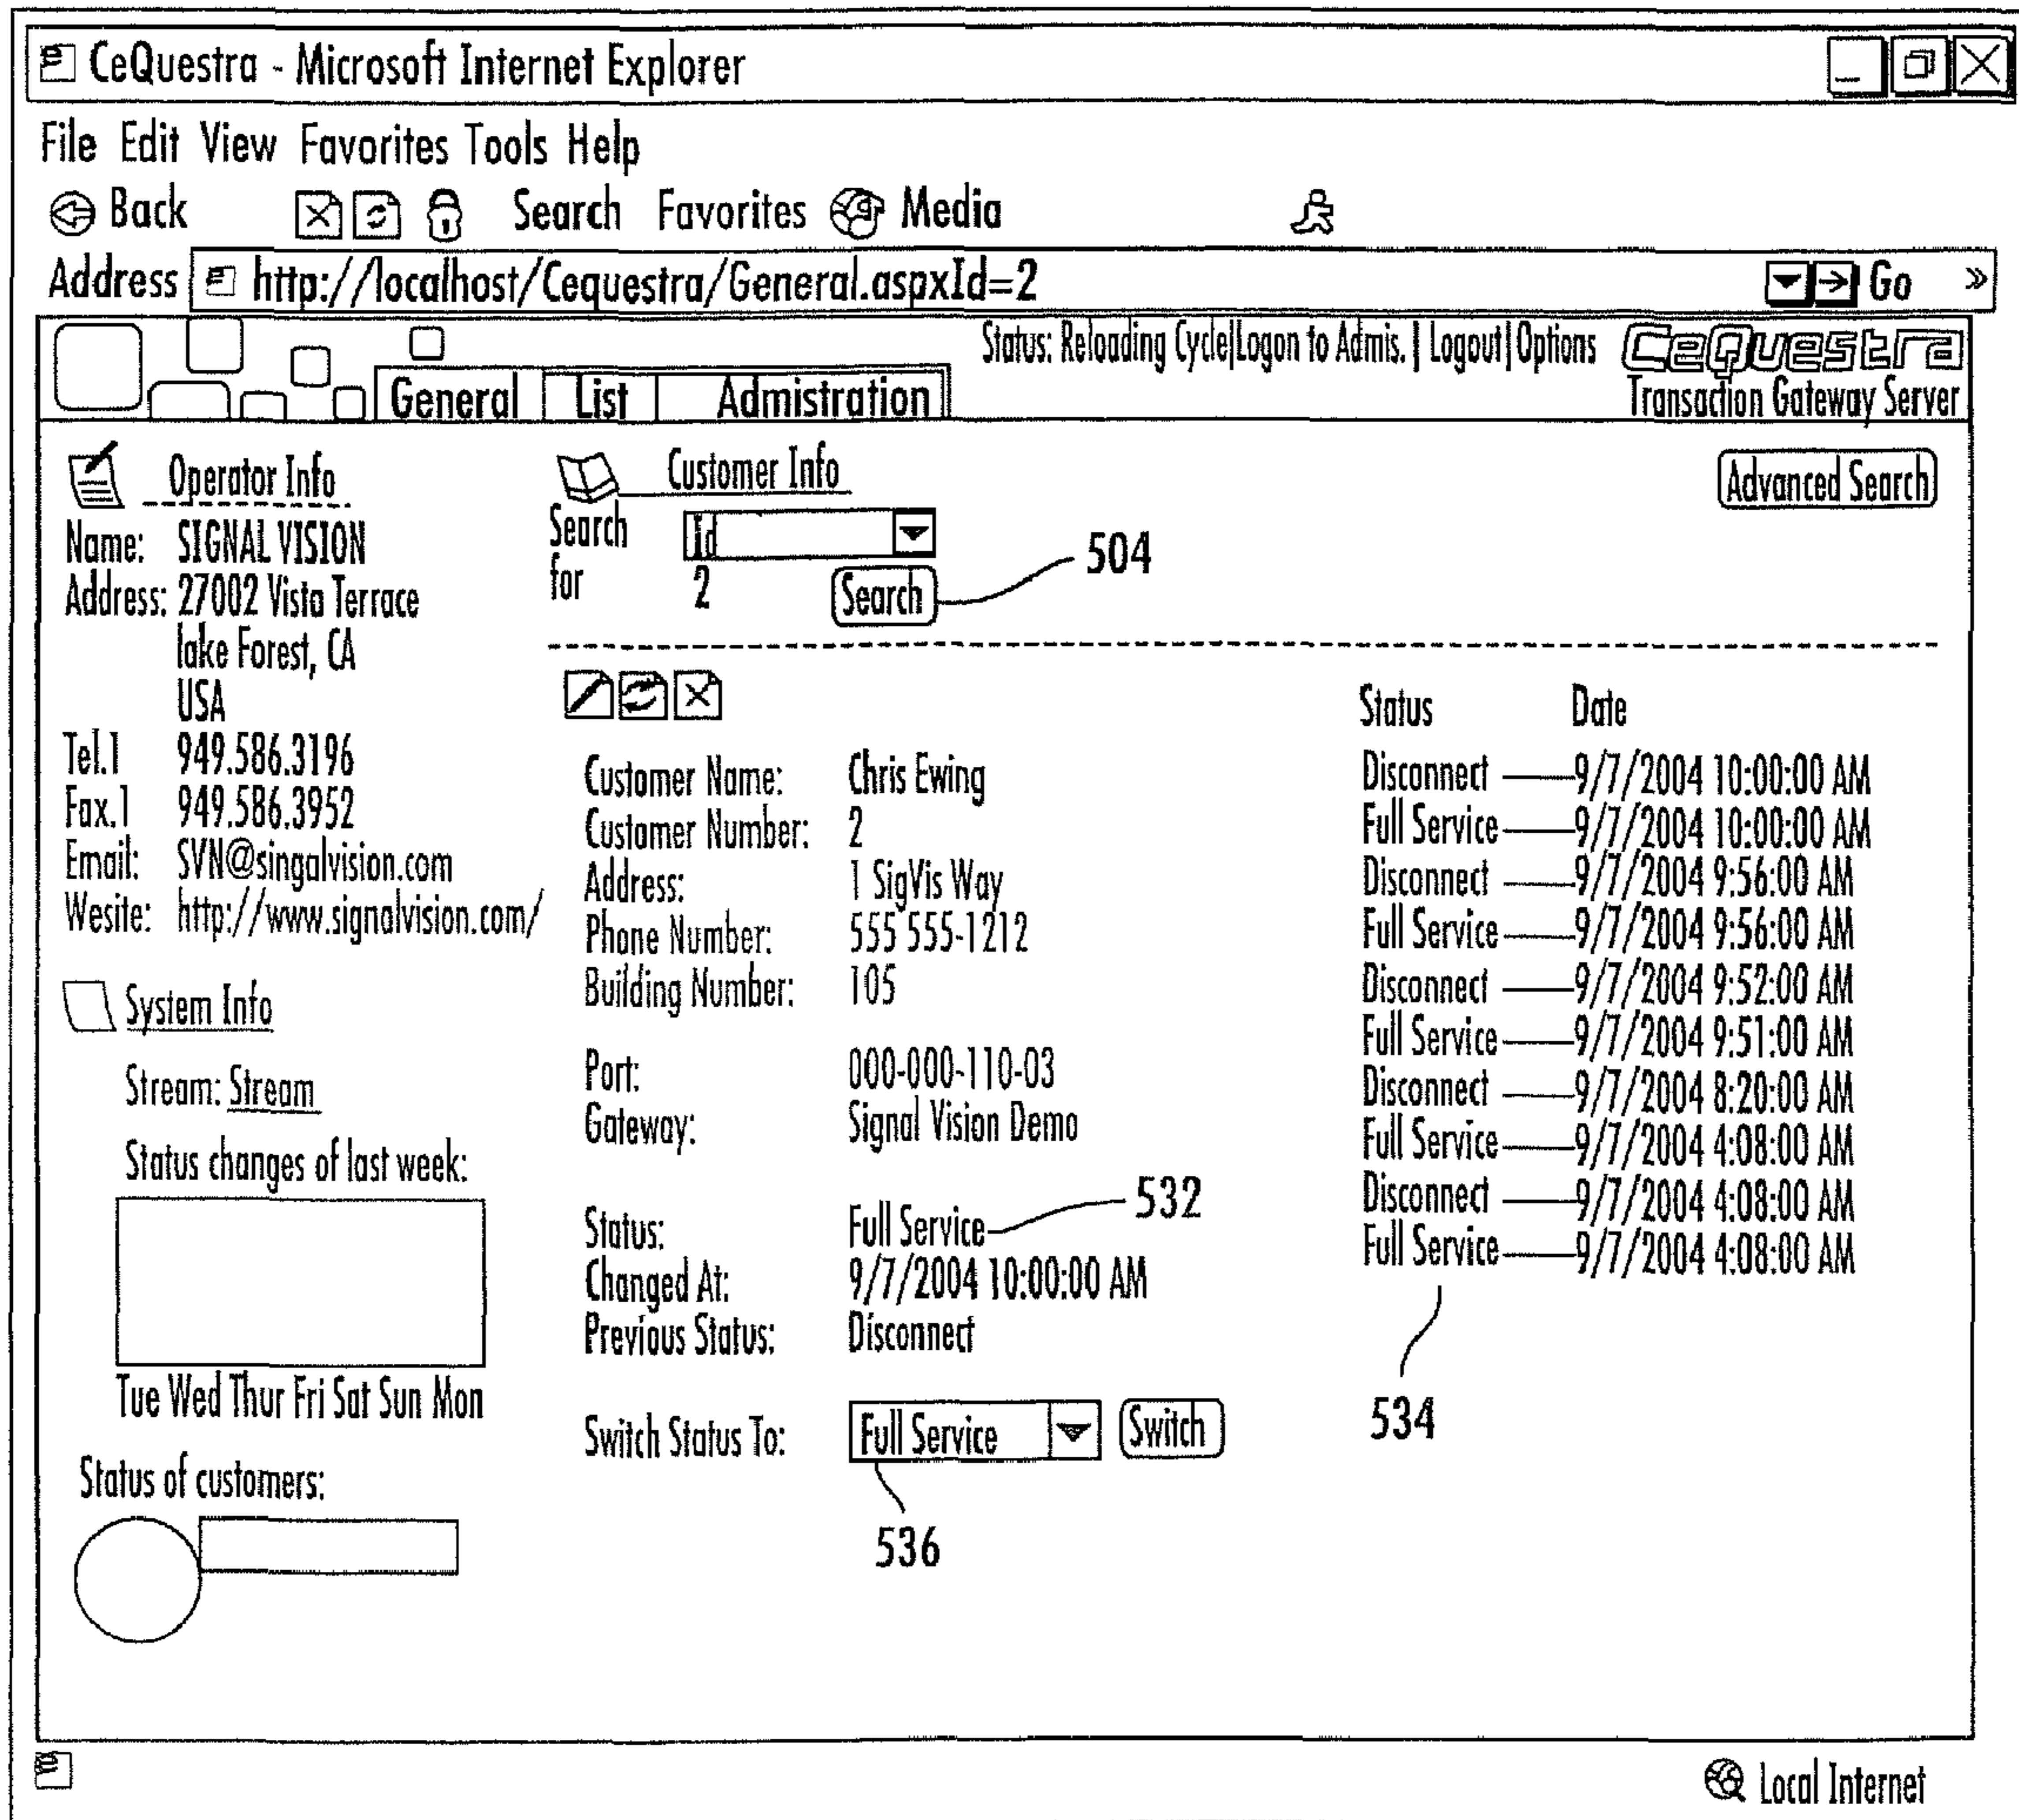 CeQuestra - Microsoft Internet Explorer
File Edit View Favorites Tools Help
Back Search Favorites Media
Address http://localhost/Cequestra/General.aspxId=2 Go »
Status: Reloading Cycle|Logon to Admis. | Logout| Options
CeQuestra
Transaction Gateway Server
General List Admistration
Operator Info
Name: SIGNAL VISION
Address: 27002 Vista Terrace
lake Forest, CA
USA
Tel.1 949.586.3196
Fax.1 949.586.3952
Email: SVN@singalvision.com
Wesite: http://www.signalvision.com/
System Info
Stream: Stream
Status changes of last week:
Tue Wed Thur Fri Sat Sun Mon
Status of customers:
Customer Info
Advanced Search
Search for
Id
2
Search
504
Customer Name: Chris Ewing
Customer Number: 2
Address: 1 SigVis Way
Phone Number: 555 555-1212
Building Number: 105
Port: 000-000-110-03
Gateway: Signal Vision Demo
Status: Full Service
532
Changed At: 9/7/2004 10:00:00 AM
Previous Status: Disconnect
Switch Status To: Full Service Switch
536
Status Date
Disconnect 9/7/2004 10:00:00 AM
Full Service 9/7/2004 10:00:00 AM
Disconnect 9/7/2004 9:56:00 AM
Full Service 9/7/2004 9:56:00 AM
Disconnect 9/7/2004 9:52:00 AM
Full Service 9/7/2004 9:51:00 AM
Disconnect 9/7/2004 8:20:00 AM
Full Service 9/7/2004 4:08:00 AM
Disconnect 9/7/2004 4:08:00 AM
Full Service 9/7/2004 4:08:00 AM
534
Local Internet